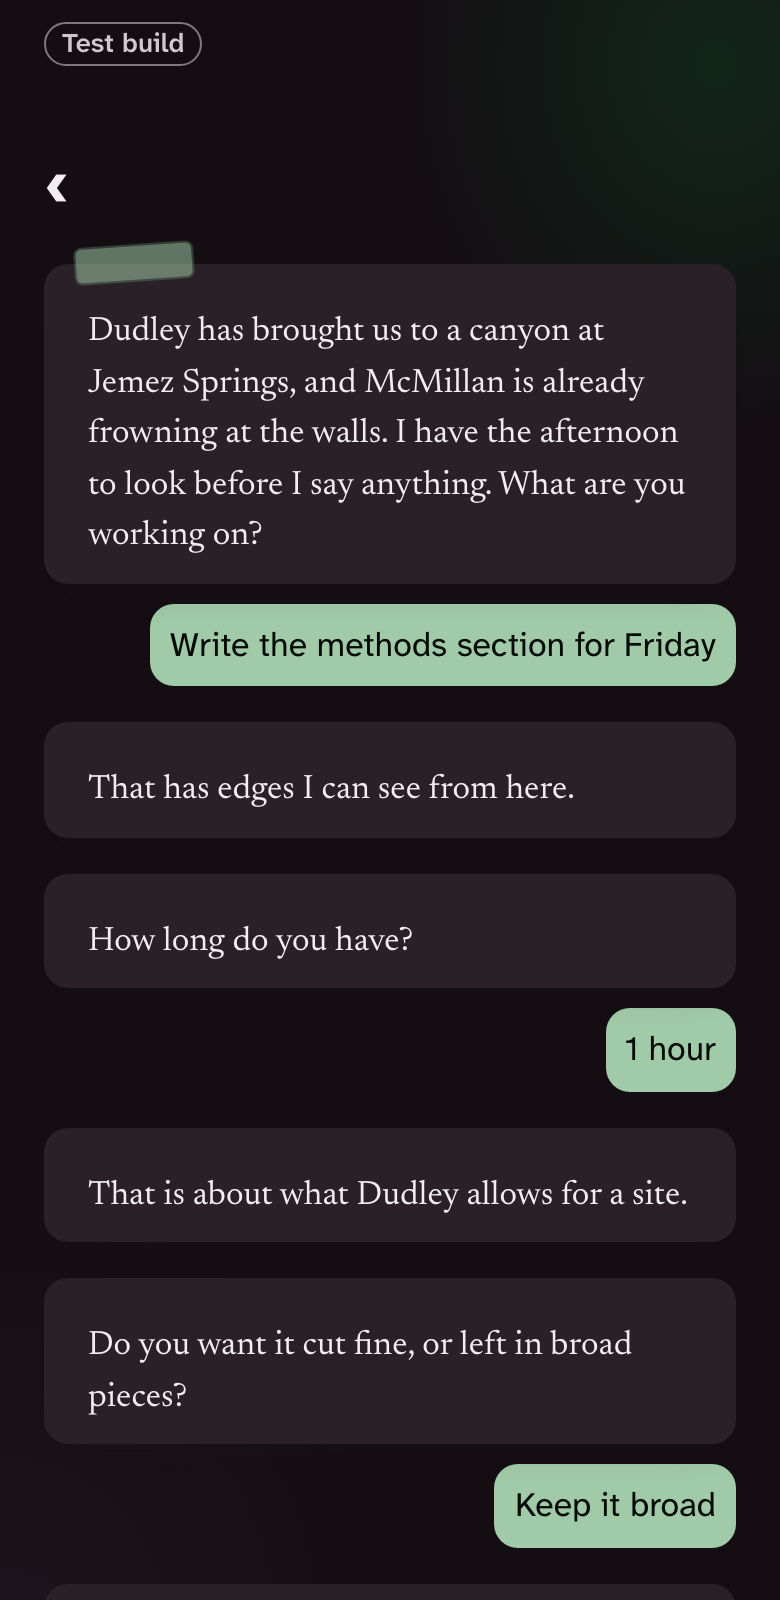 Test build
Dudley has brought us to a canyon at
Jemez Springs, and McMillan is already
frowning at the walls. I have the afternoon
to look before I say anything. What are you
working on?
Write the methods section for Friday
That has edges I can see from here.
How long do you have?
1 hour
That is about what Dudley allows for a site.
Do you want it cut fine, or left in broad
pieces?
Keep it broad